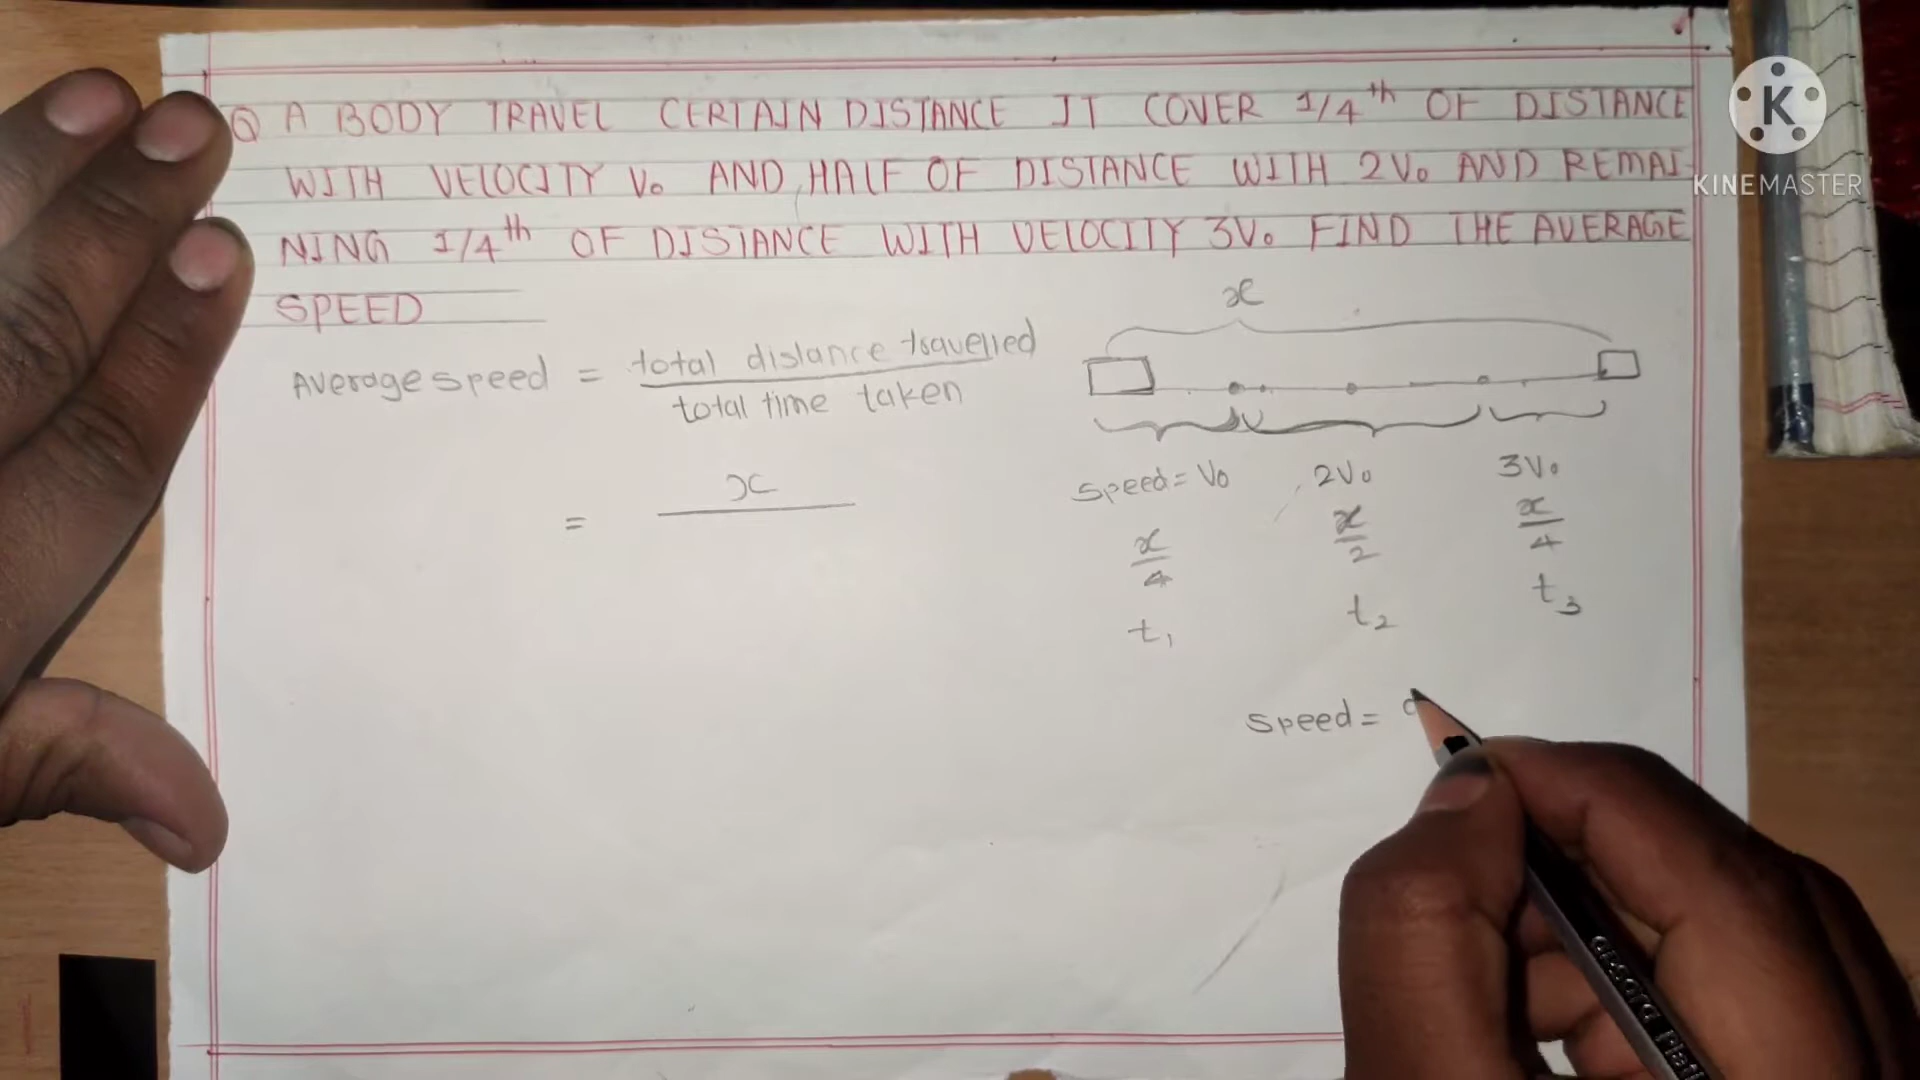 Q A BODY TRAVEL CERTAIN DISTANCE IT COVER 1/4th OF DISTANCE
WITH VELOCITY V₀ AND HALF OF DISTANCE WITH 2V₀ AND REMAI-
NING 1/4th OF DISTANCE WITH VELOCITY 3V₀ FIND THE AVERAGE
SPEED
K
KINEMASTER
Average speed = total distance travelled / total time taken
= x
x
speed = V₀ 2V₀ 3V₀
x/4 x/2 x/4
t₁ t₂ t₃
speed =